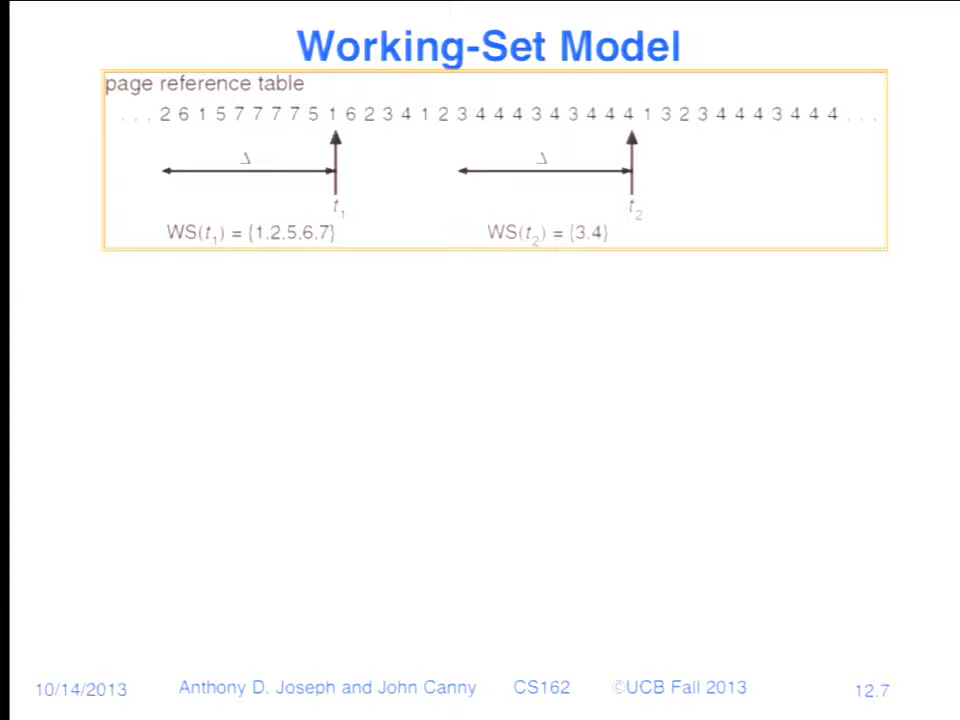 Working-Set Model
page reference table
. . . 2 6 1 5 7 7 7 7 5 1 6 2 3 4 1 2 3 4 4 4 3 4 3 4 4 4 1 3 2 3 4 4 4 3 4 4 4 . . .
Δ Δ
t1 t2
WS(t1) = {1,2,5,6,7} WS(t2) = {3,4}
10/14/2013 Anthony D. Joseph and John Canny CS162 ©UCB Fall 2013 12.7